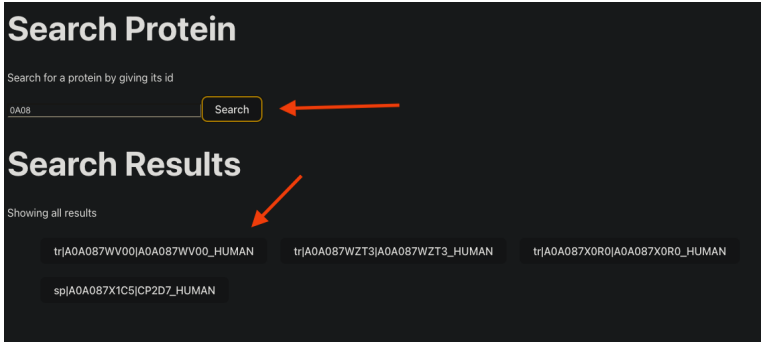 Search Protein
Search for a protein by giving its id
0A08 Search
Search Results
Showing all results
tr|A0A087WV00|A0A087WV00_HUMAN tr|A0A087WZT3|A0A087WZT3_HUMAN tr|A0A087X0R0|A0A087X0R0_HUMAN
sp|A0A087X1C5|CP2D7_HUMAN